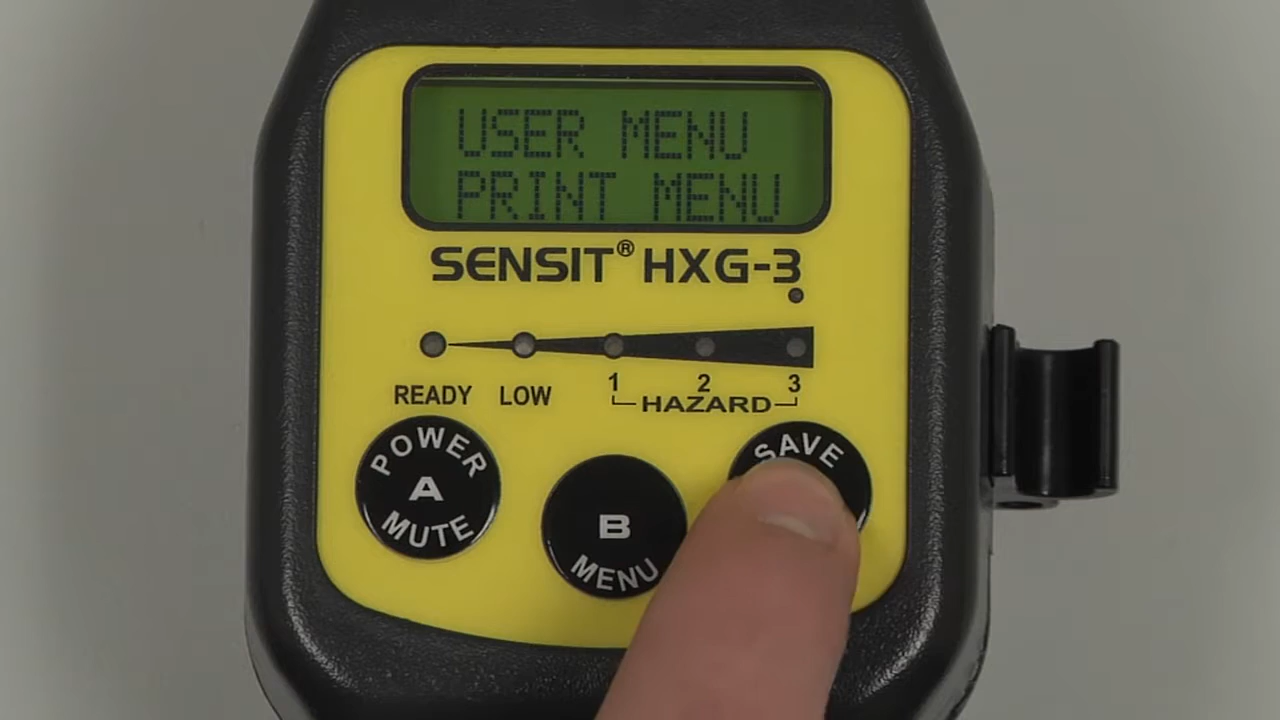 USER MENU
PRINT MENU
SENSIT® HXG-3
READY LOW 1 2 3
HAZARD
POWER
A
MUTE
B
MENU
SAVE